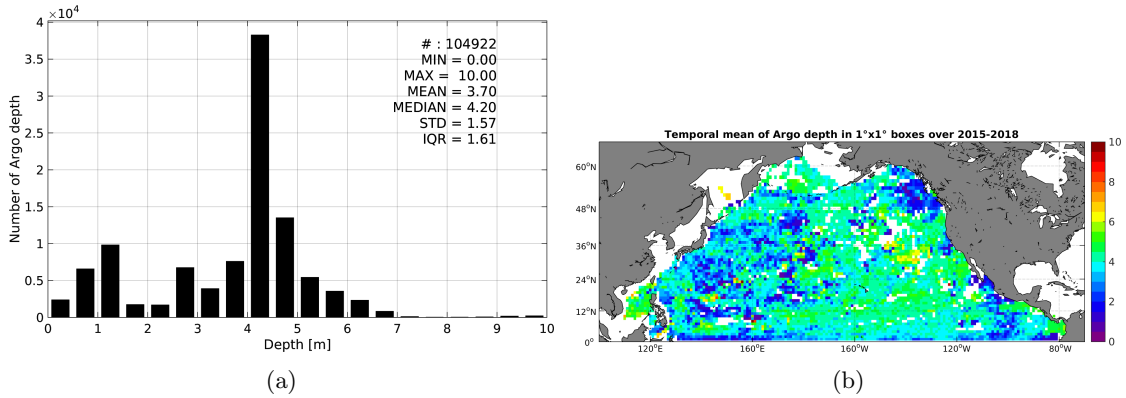 ×10⁴
4
3.5
3
2.5
2
1.5
1
0.5
0
Number of Argo depth
# : 104922
MIN = 0.00
MAX = 10.00
MEAN = 3.70
MEDIAN = 4.20
STD = 1.57
IQR = 1.61
0 1 2 3 4 5 6 7 8 9 10
Depth [m]
(a)
Temporal mean of Argo depth in 1°x1° boxes over 2015-2018
60°N
48°N
36°N
24°N
12°N
0°
120°E 160°E 160°W 120°W 80°W
10
8
6
4
2
0
(b)